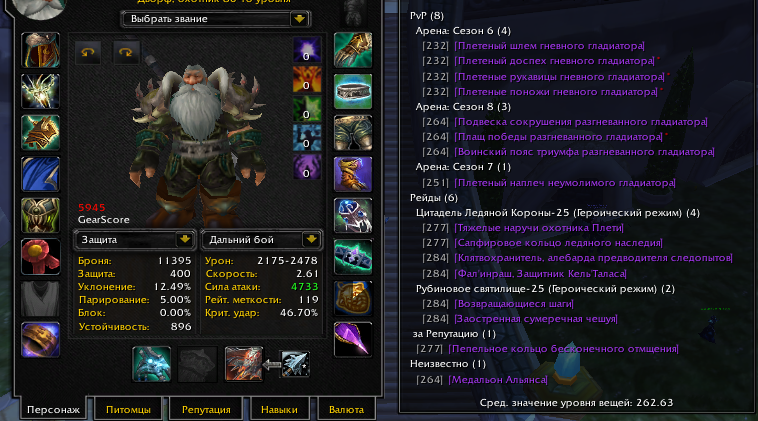 Дворф, охотник 80-го уровня
Выбрать звание
0
0
0
0
0
5945
GearScore
Защита
Дальний бой
Броня: 11395
Защита: 400
Уклонение: 12.49%
Парирование: 5.00%
Блок: 0.00%
Устойчивость: 896
Урон: 2175-2478
Скорость: 2.61
Сила атаки: 4733
Рейт. меткости: 119
Крит. удар: 46.70%
Персонаж
Питомцы
Репутация
Навыки
Валюта
PvP (8)
Арена: Сезон 6 (4)
[232] [Плетеный шлем гневного гладиатора]
[232] [Плетеный доспех гневного гладиатора]*
[232] [Плетеные рукавицы гневного гладиатора]*
[232] [Плетеные поножи гневного гладиатора]*
Арена: Сезон 8 (3)
[264] [Подвеска сокрушения разгневанного гладиатора]
[264] [Плащ победы разгневанного гладиатора]*
[264] [Воинский пояс триумфа разгневанного гладиатора]
Арена: Сезон 7 (1)
[251] [Плетеный наплеч неумолимого гладиатора]
Рейды (6)
Цитадель Ледяной Короны-25 (Героический режим) (4)
[277] [Тяжелые наручи охотника Плети]
[277] [Сапфировое кольцо ледяного наследия]
[284] [Клятвохранитель, алебарда предводителя следопытов]
[284] [Фал'инраш, Защитник Кель'Таласа]
Рубиновое святилище-25 (Героический режим) (2)
[284] [Возвращающиеся шаги]
[284] [Заостренная сумеречная чешуя]
за Репутацию (1)
[277] [Пепельное кольцо бесконечного отмщения]
Неизвестно (1)
[264] [Медальон Альянса]
Сред. значение уровня вещей: 262.63